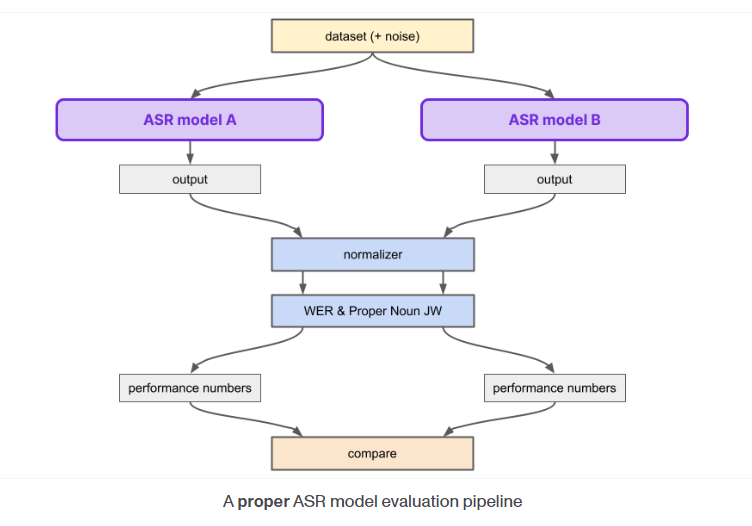 dataset (+ noise)
ASR model A
ASR model B
output
output
normalizer
WER & Proper Noun JW
performance numbers
performance numbers
compare
A proper ASR model evaluation pipeline